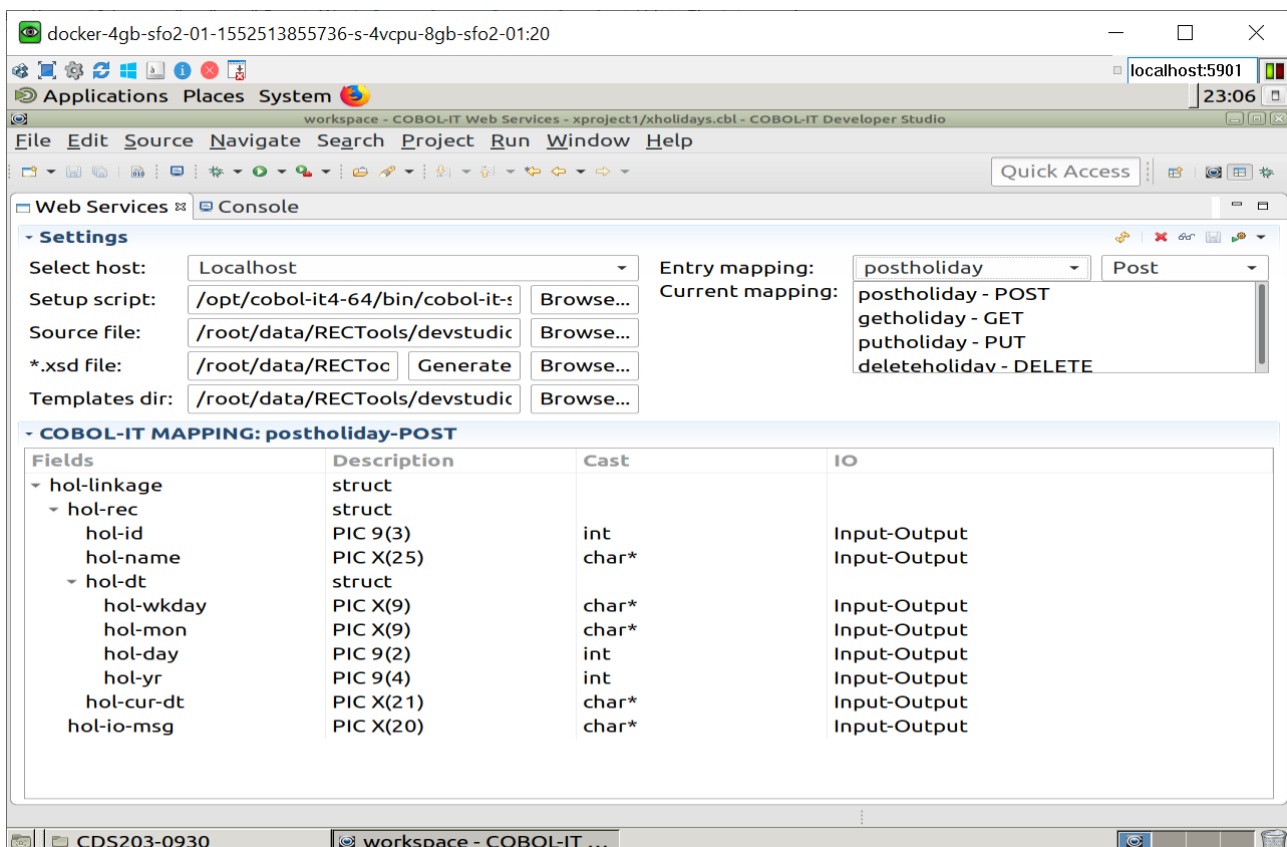 docker-4gb-sfo2-01-1552513855736-s-4vcpu-8gb-sfo2-01:20
localhost:5901
Applications Places System
23:06
workspace - COBOL-IT Web Services - xproject1/xholidays.cbl - COBOL-IT Developer Studio
File Edit Source Navigate Search Project Run Window Help
Quick Access
Web Services Console
Settings
Select host: Localhost Entry mapping: postholiday Post
Setup script: /opt/cobol-it4-64/bin/cobol-it-s Browse... Current mapping: postholiday - POST
getholiday - GET
Source file: /root/data/RECTools/devstudic Browse... putholiday - PUT
*.xsd file: /root/data/RECToc Generate Browse... deleteholiday - DELETE
Templates dir: /root/data/RECTools/devstudic Browse...
COBOL-IT MAPPING: postholiday-POST
Fields Description Cast IO
hol-linkage struct
hol-rec struct
hol-id PIC 9(3) int Input-Output
hol-name PIC X(25) char* Input-Output
hol-dt struct
hol-wkday PIC X(9) char* Input-Output
hol-mon PIC X(9) char* Input-Output
hol-day PIC 9(2) int Input-Output
hol-yr PIC 9(4) int Input-Output
hol-cur-dt PIC X(21) char* Input-Output
hol-io-msg PIC X(20) char* Input-Output
CDS203-0930 workspace - COBOL-IT ...